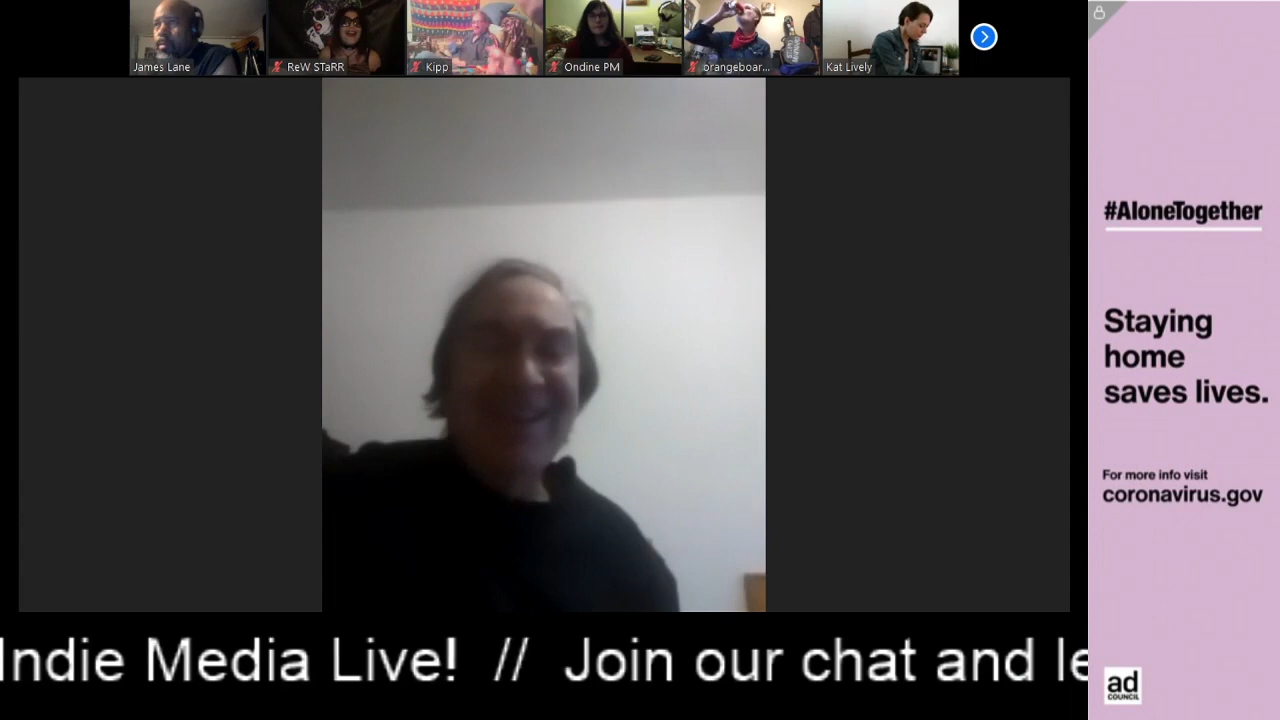 James Lane
ReW STaRR
Kipp
Ondine PM
orangeboar...
Kat Lively
#AloneTogether
Staying
home
saves lives.
For more info visit
coronavirus.gov
Indie Media Live! // Join our chat and le
ad
COUNCIL